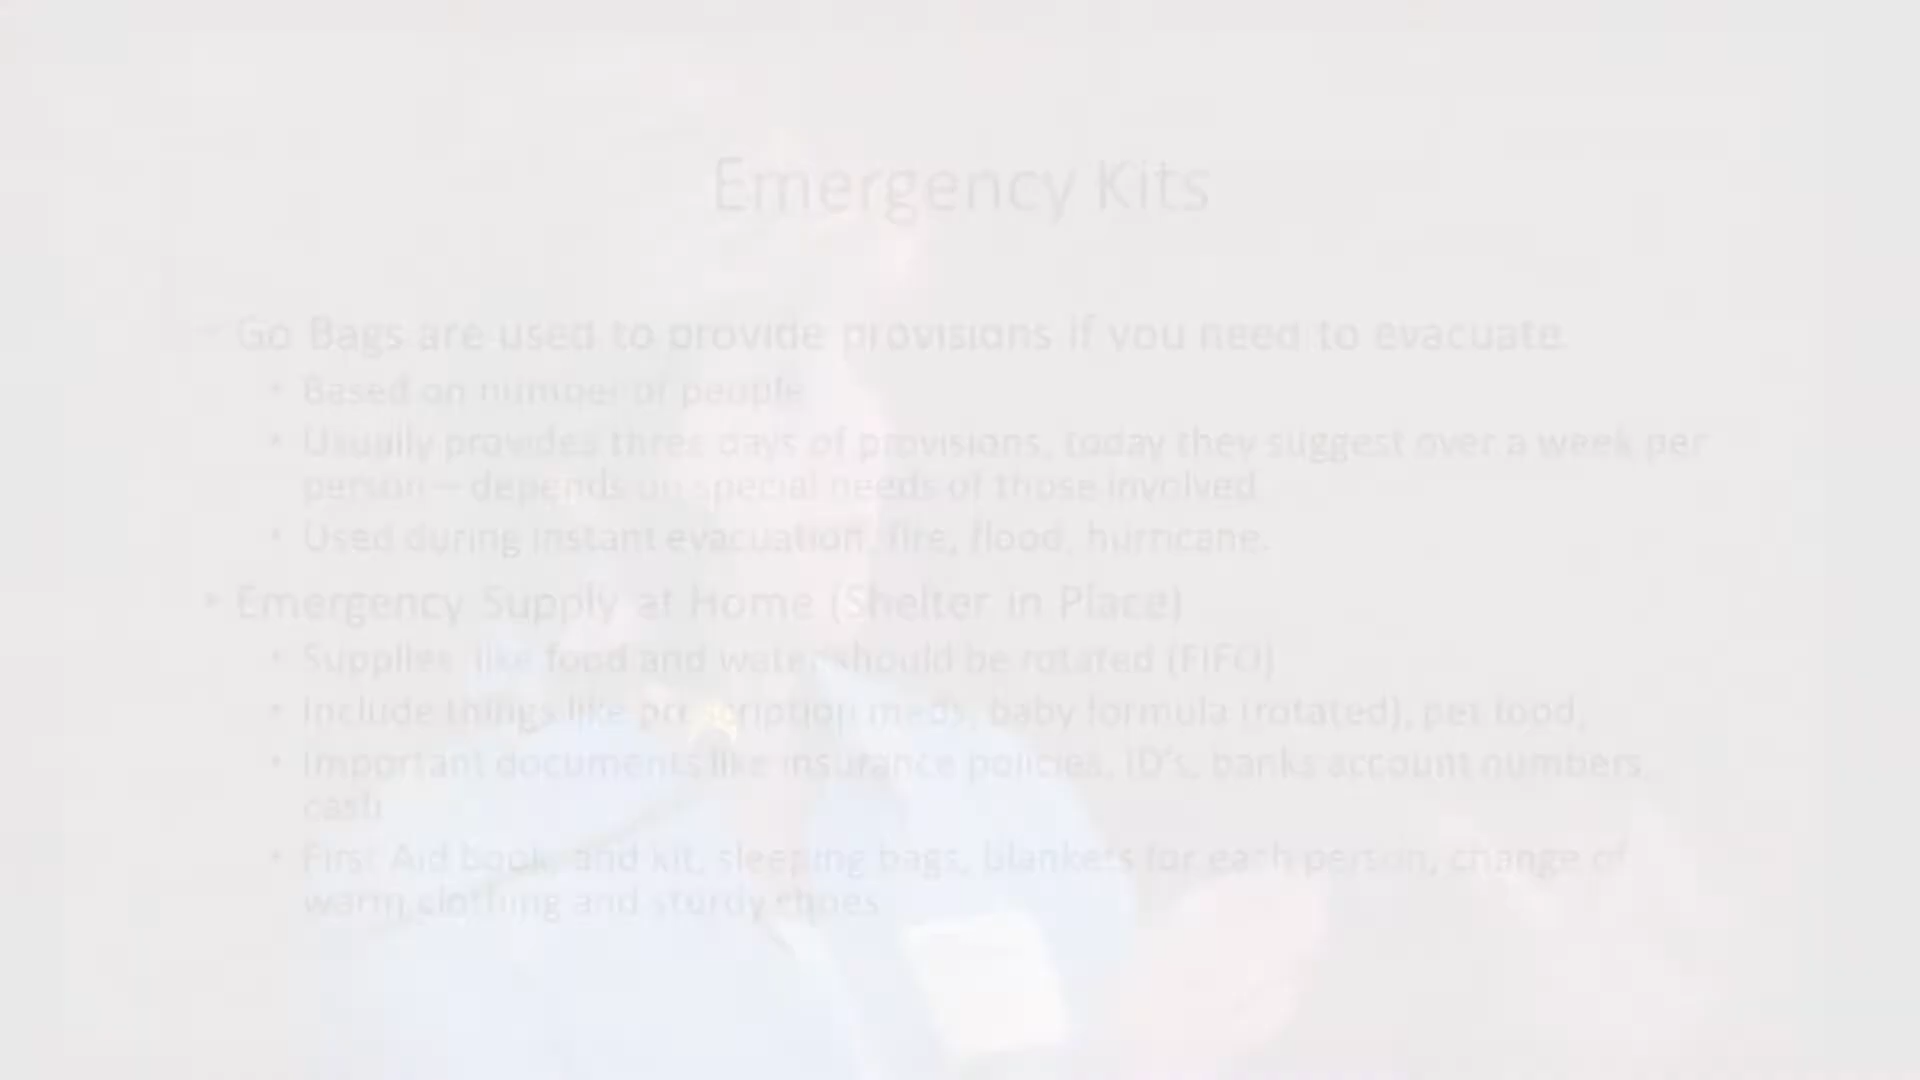 Emergency Kits
• Go Bags are used to provide provisions if you need to evacuate.
• Based on number of people
• Usually provides three days of provisions, today they suggest over a week per
person – depends on special needs of those involved.
• Used during instant evacuation, fire, flood, hurricane.
• Emergency Supply at Home (Shelter in Place)
• Supplies like food and water should be rotated (FIFO)
• Include things like prescription meds, baby formula (rotated), pet food,
• Important documents like insurance policies, ID's, banks account numbers,
cash
• First Aid book and kit, sleeping bags, blankets for each person, change of
warm clothing and sturdy shoes